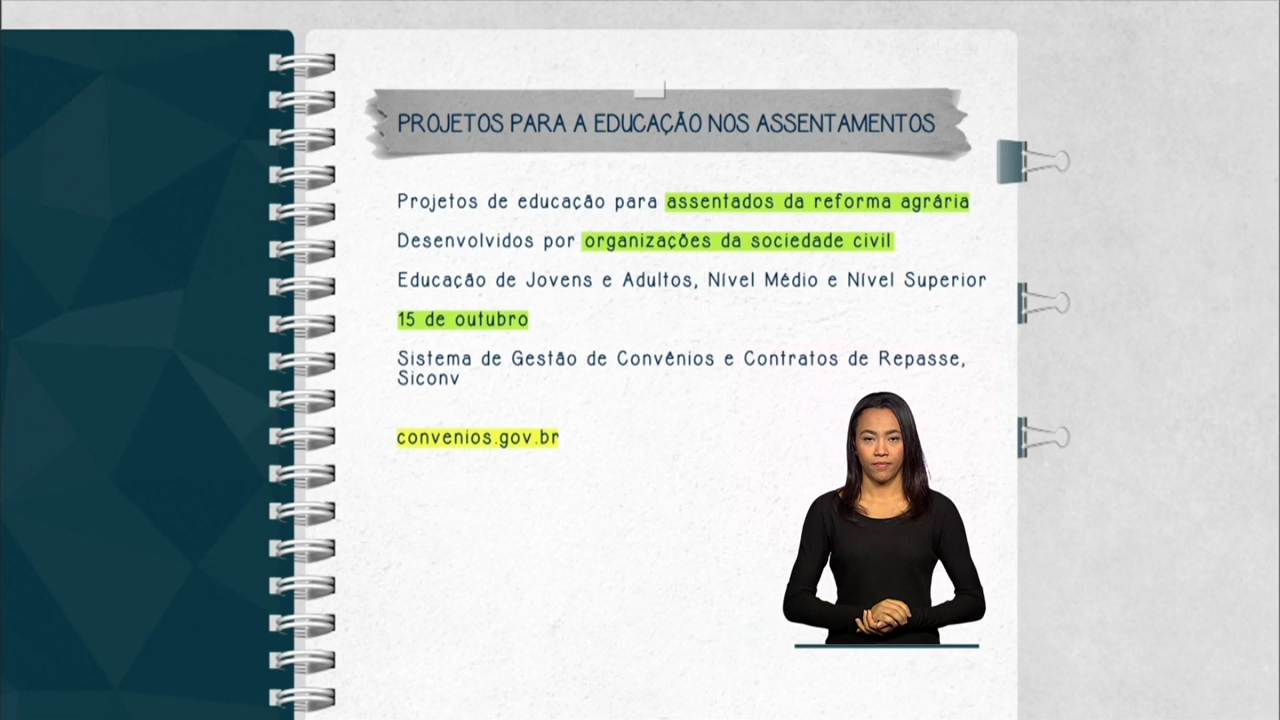 PROJETOS PARA A EDUCAÇÃO NOS ASSENTAMENTOS
Projetos de educação para assentados da reforma agrária
Desenvolvidos por organizações da sociedade civil
Educação de Jovens e Adultos, Nível Médio e Nível Superior
15 de outubro
Sistema de Gestão de Convênios e Contratos de Repasse,
Siconv
convenios.gov.br